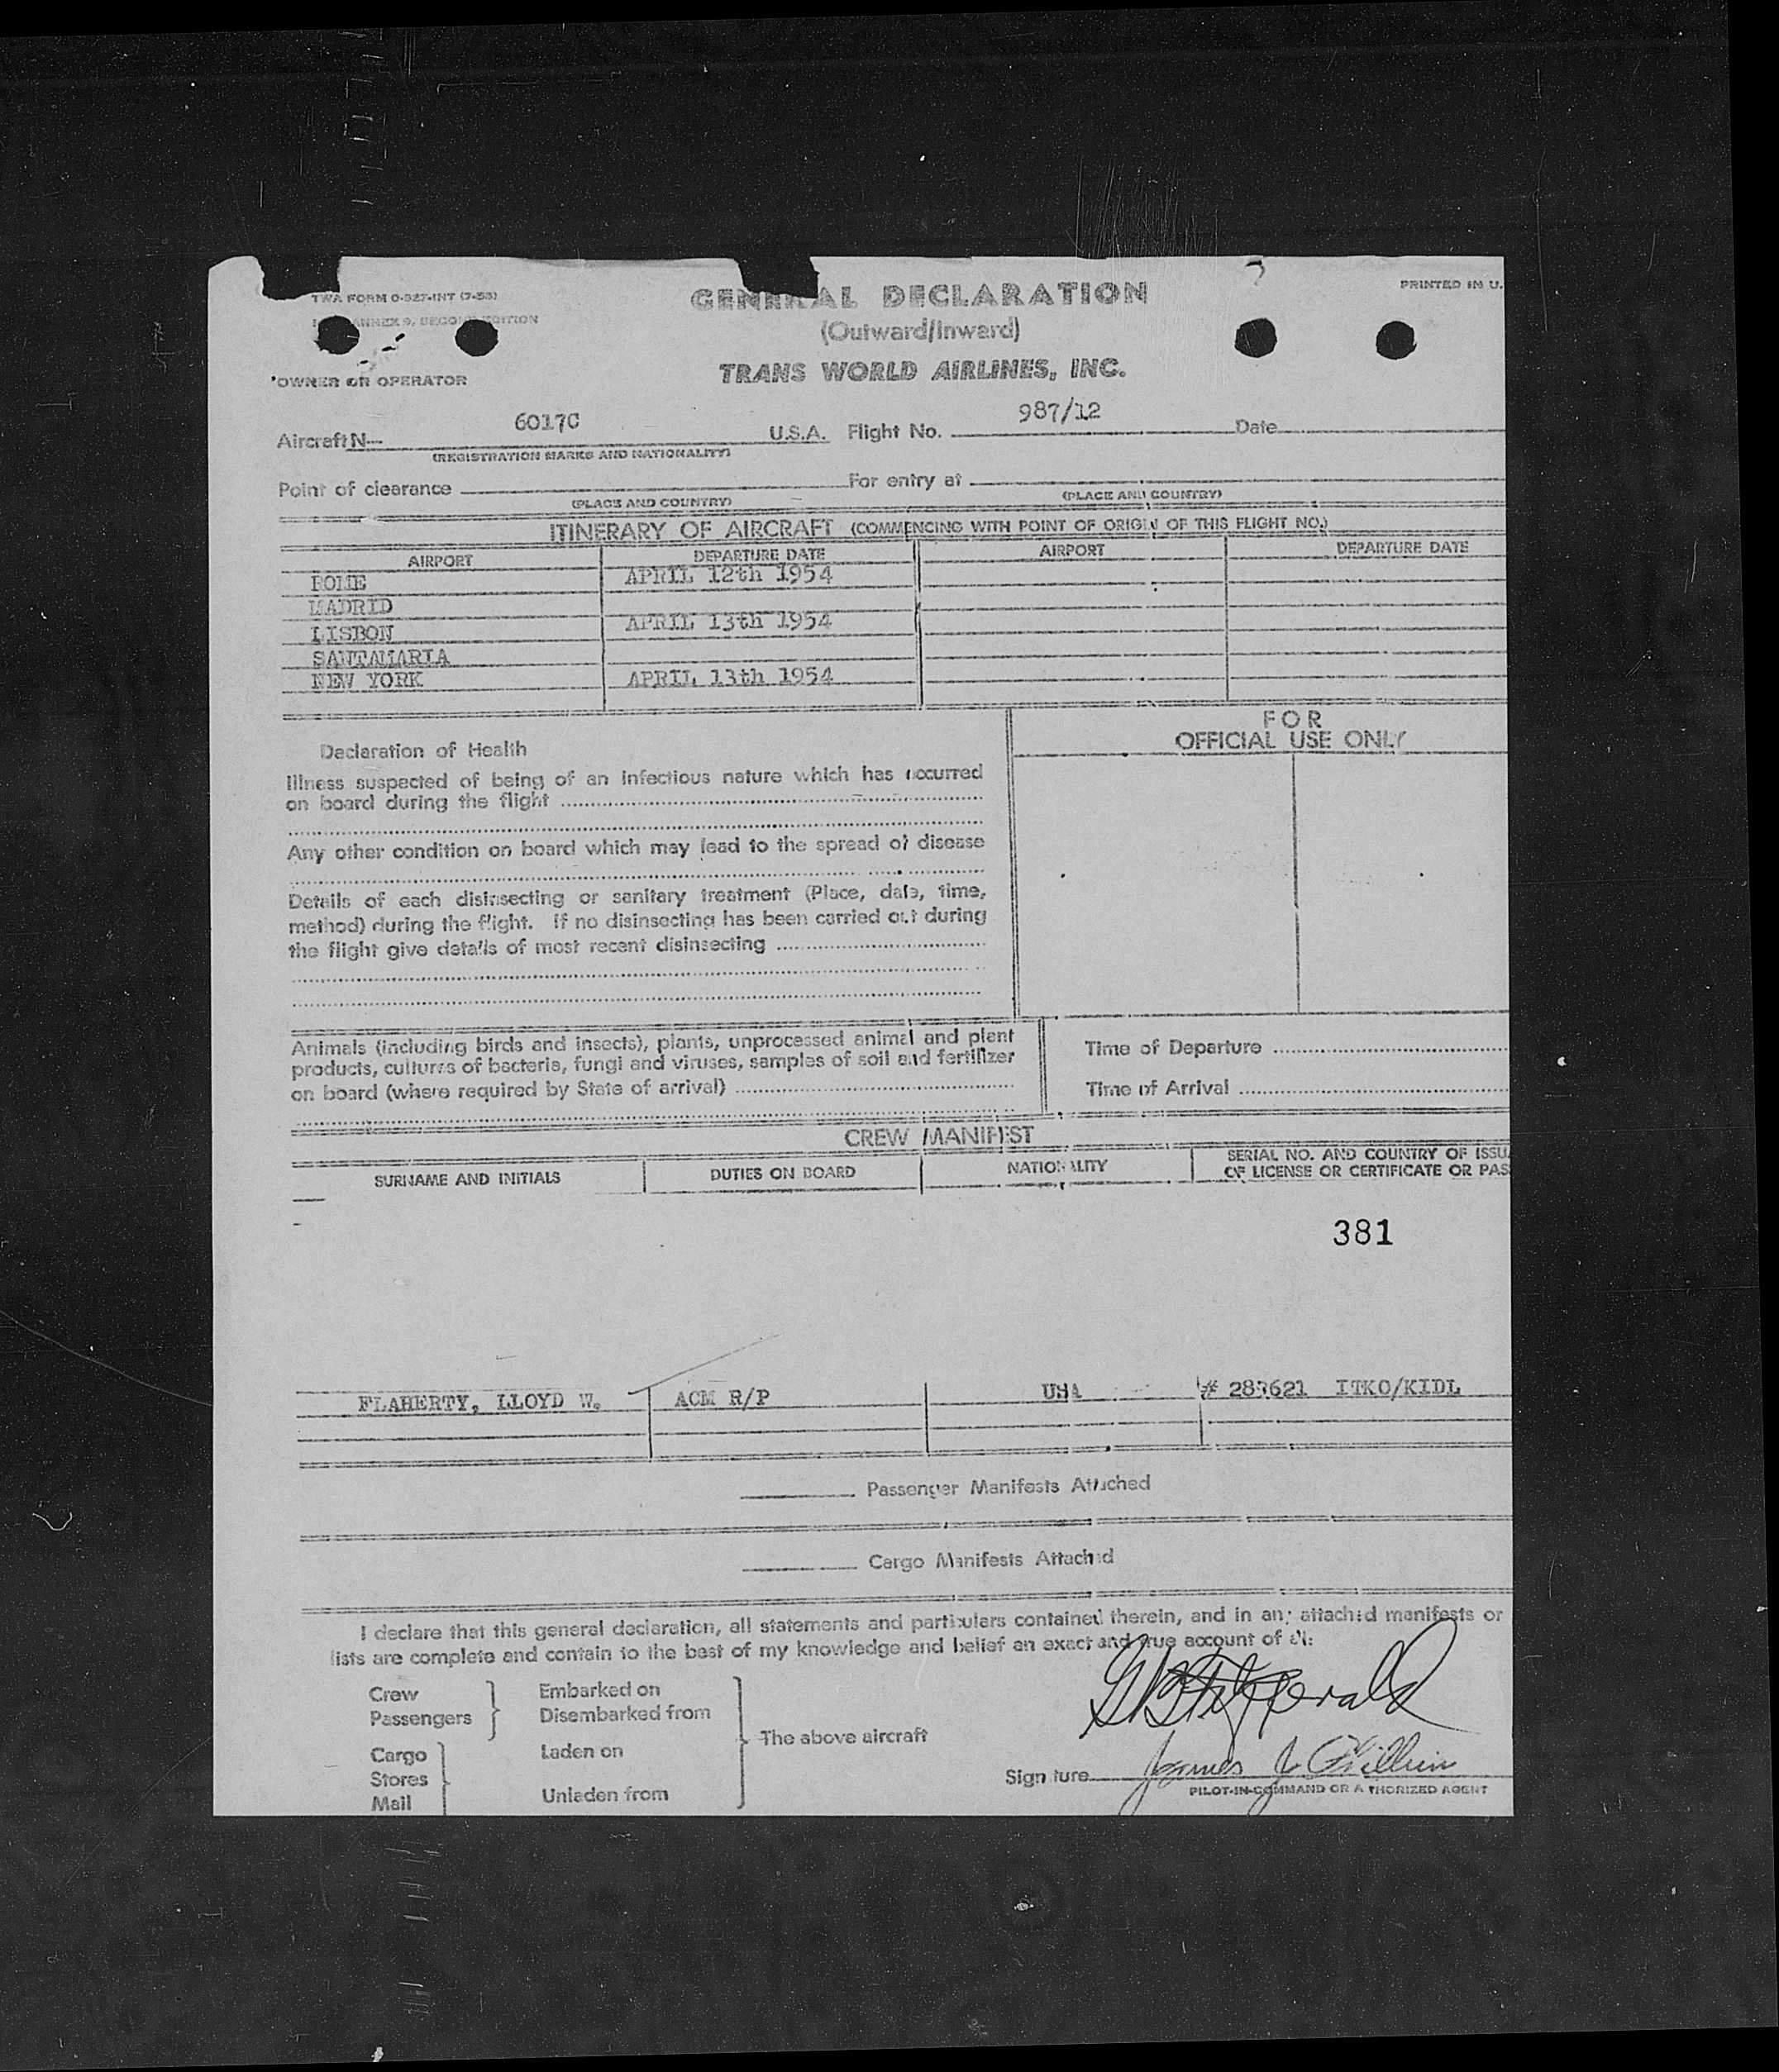 TWA FORM O-927-INT (7-53)
PRINTED IN U.
GENERAL DECLARATION
ANNEX 9, SECOND EDITION
(Outward/Inward)
OWNER OR OPERATOR
TRANS WORLD AIRLINES, INC.
Aircraft N— 6017C U.S.A. Flight No. 987/12 Date
(REGISTRATION MARKS AND NATIONALITY)
Point of clearance For entry at
(PLACE AND COUNTRY) (PLACE AND COUNTRY)
ITINERARY OF AIRCRAFT (COMMENCING WITH POINT OF ORIGIN OF THIS FLIGHT NO.)
AIRPORT DEPARTURE DATE AIRPORT DEPARTURE DATE
ROME APRIL 12th 1954
MADRID
LISBON APRIL 13th 1954
SANTAMARIA
NEW YORK APRIL 13th 1954
FOR
OFFICIAL USE ONLY
Declaration of Health
Illness suspected of being of an infectious nature which has occurred
on board during the flight
Any other condition on board which may lead to the spread of disease
Details of each disinsecting or sanitary treatment (Place, date, time,
method) during the flight. If no disinsecting has been carried out during
the flight give details of most recent disinsecting
Animals (including birds and insects), plants, unprocessed animal and plant
products, cultures of bacteria, fungi and viruses, samples of soil and fertilizer
on board (where required by State of arrival)
Time of Departure
Time of Arrival
CREW MANIFEST
SURNAME AND INITIALS DUTIES ON BOARD NATIONALITY SERIAL NO. AND COUNTRY OF ISSU
OF LICENSE OR CERTIFICATE OR PAS
381
FLAHERTY, LLOYD W. ACM R/P USA # ITKO/KIDL
Passenger Manifests Attached
Cargo Manifests Attached
I declare that this general declaration, all statements and particulars contained therein, and in any attached manifests or
lists are complete and contain to the best of my knowledge and belief an exact and true account of all:
Crew Embarked on
Passengers Disembarked from
The above aircraft
Cargo Laden on
Stores
Mail Unladen from
Fitzgerald
Signature James J.
PILOT-IN-COMMAND OR AUTHORIZED AGENT